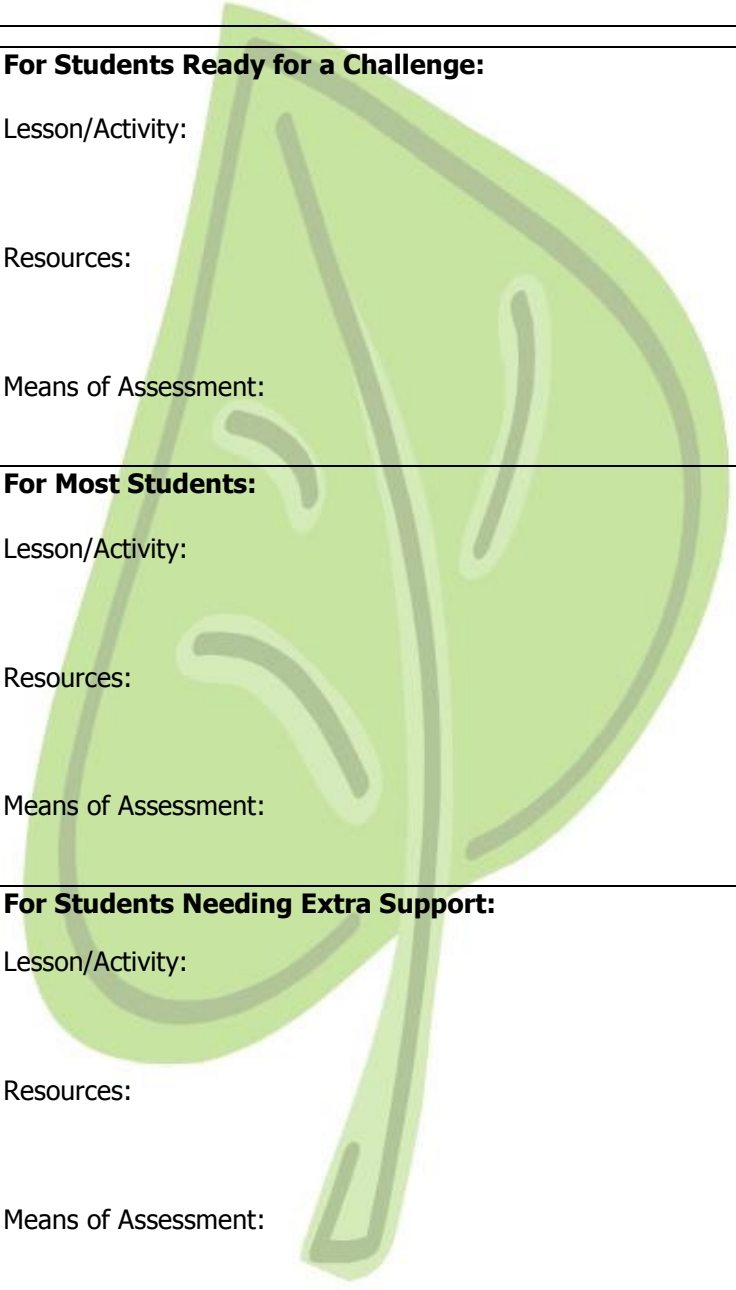 For Students Ready for a Challenge:
Lesson/Activity:
Resources:
Means of Assessment:
For Most Students:
Lesson/Activity:
Resources:
Means of Assessment:
For Students Needing Extra Support:
Lesson/Activity:
Resources:
Means of Assessment: